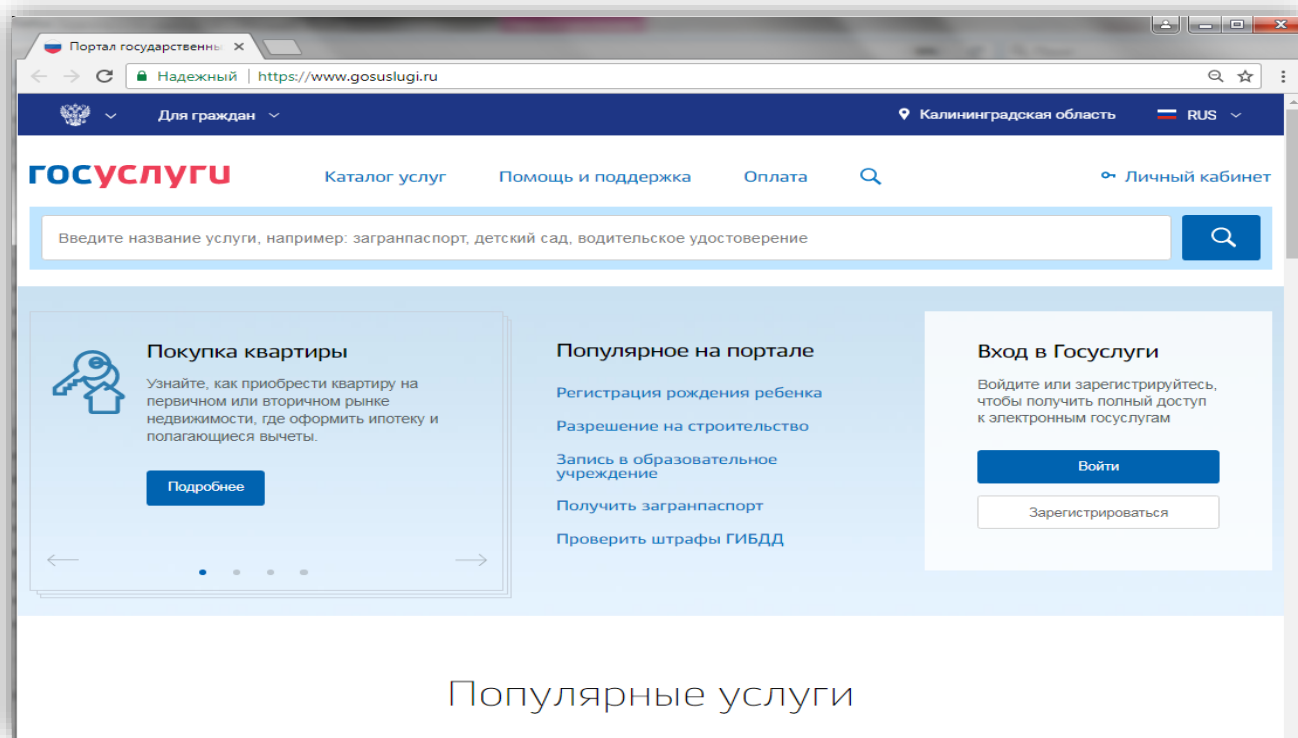 Портал государственны
Надежный | https://www.gosuslugi.ru
Для граждан
Калининградская область
RUS
госуслуги
Каталог услуг
Помощь и поддержка
Оплата
Личный кабинет
Введите название услуги, например: загранпаспорт, детский сад, водительское удостоверение
Покупка квартиры
Узнайте, как приобрести квартиру на
первичном или вторичном рынке
недвижимости, где оформить ипотеку и
полагающиеся вычеты.
Подробнее
Популярное на портале
Регистрация рождения ребенка
Разрешение на строительство
Запись в образовательное
учреждение
Получить загранпаспорт
Проверить штрафы ГИБДД
Вход в Госуслуги
Войдите или зарегистрируйтесь,
чтобы получить полный доступ
к электронным госуслугам
Войти
Зарегистрироваться
Популярные услуги